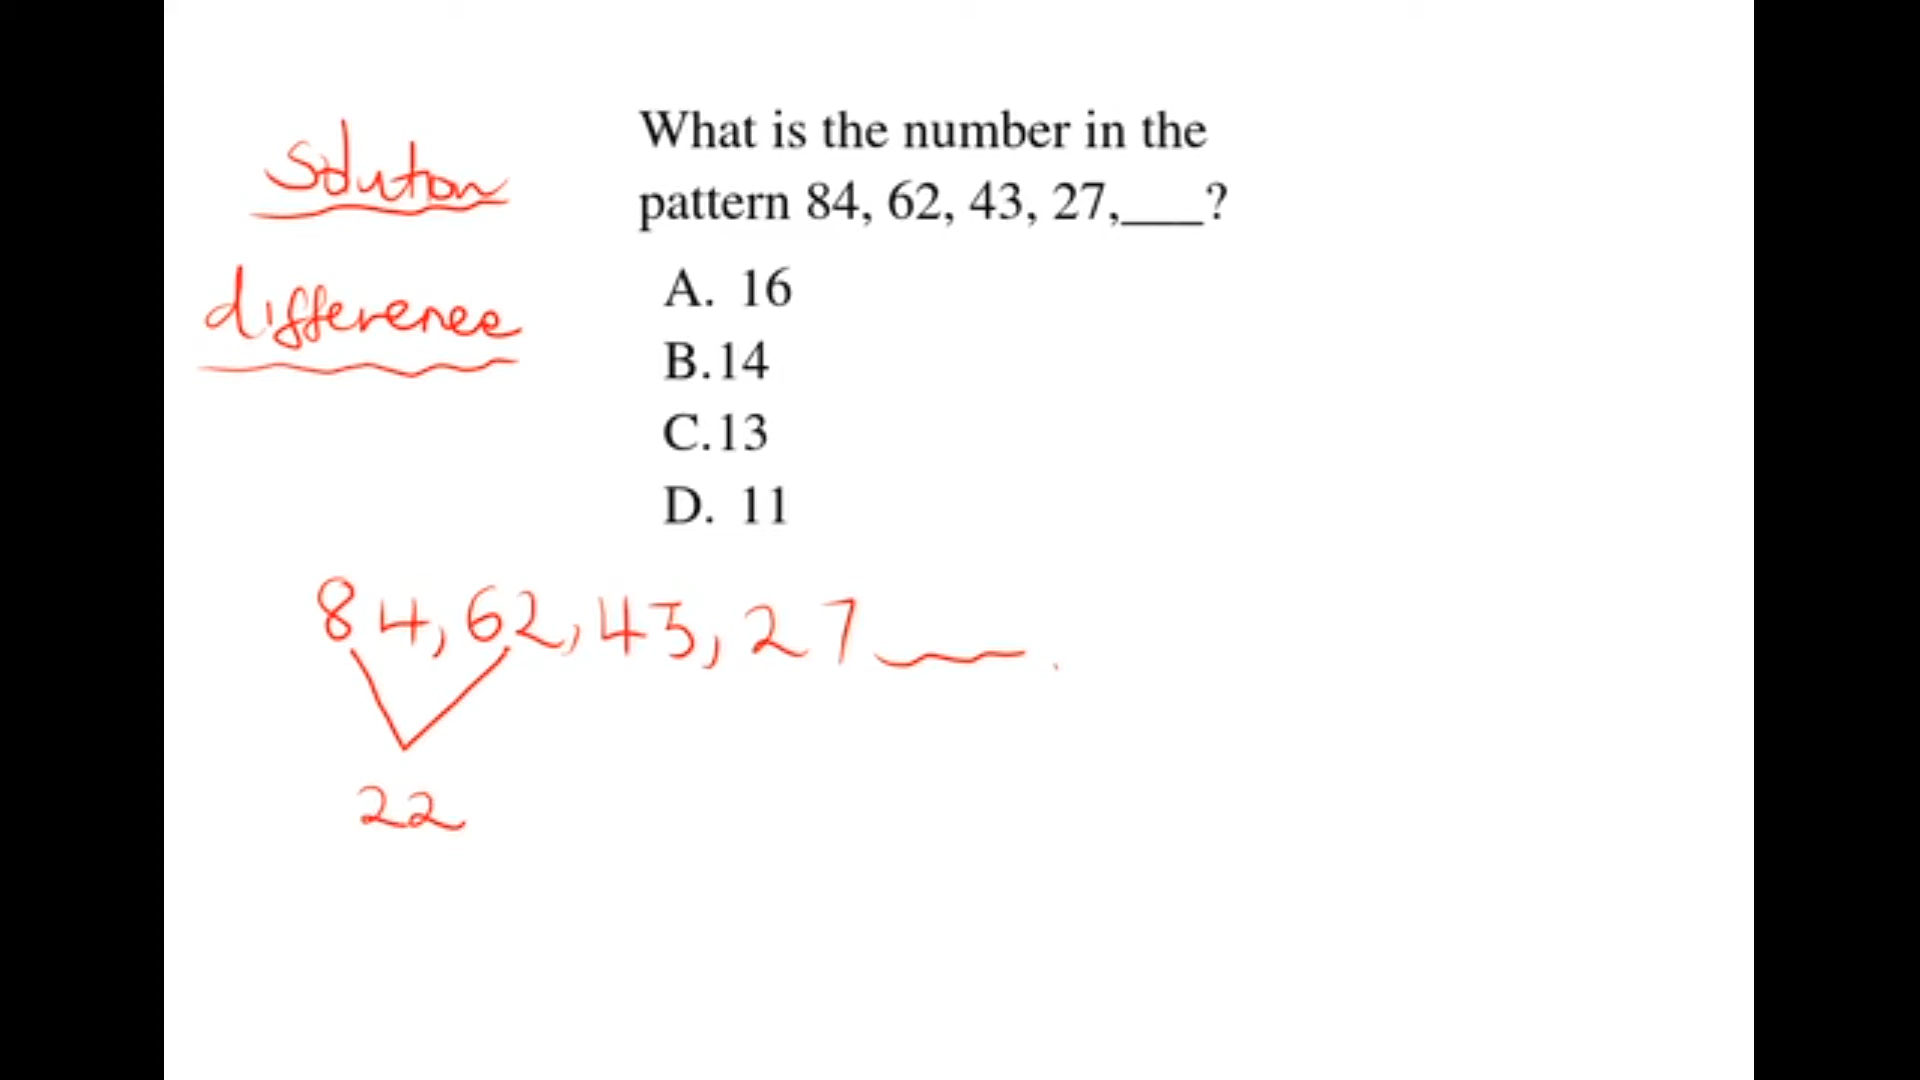 What is the number in the
pattern 84, 62, 43, 27,___?
A. 16
B.14
C.13
D. 11
Solution
difference
84, 62, 43, 27 ___ .
22